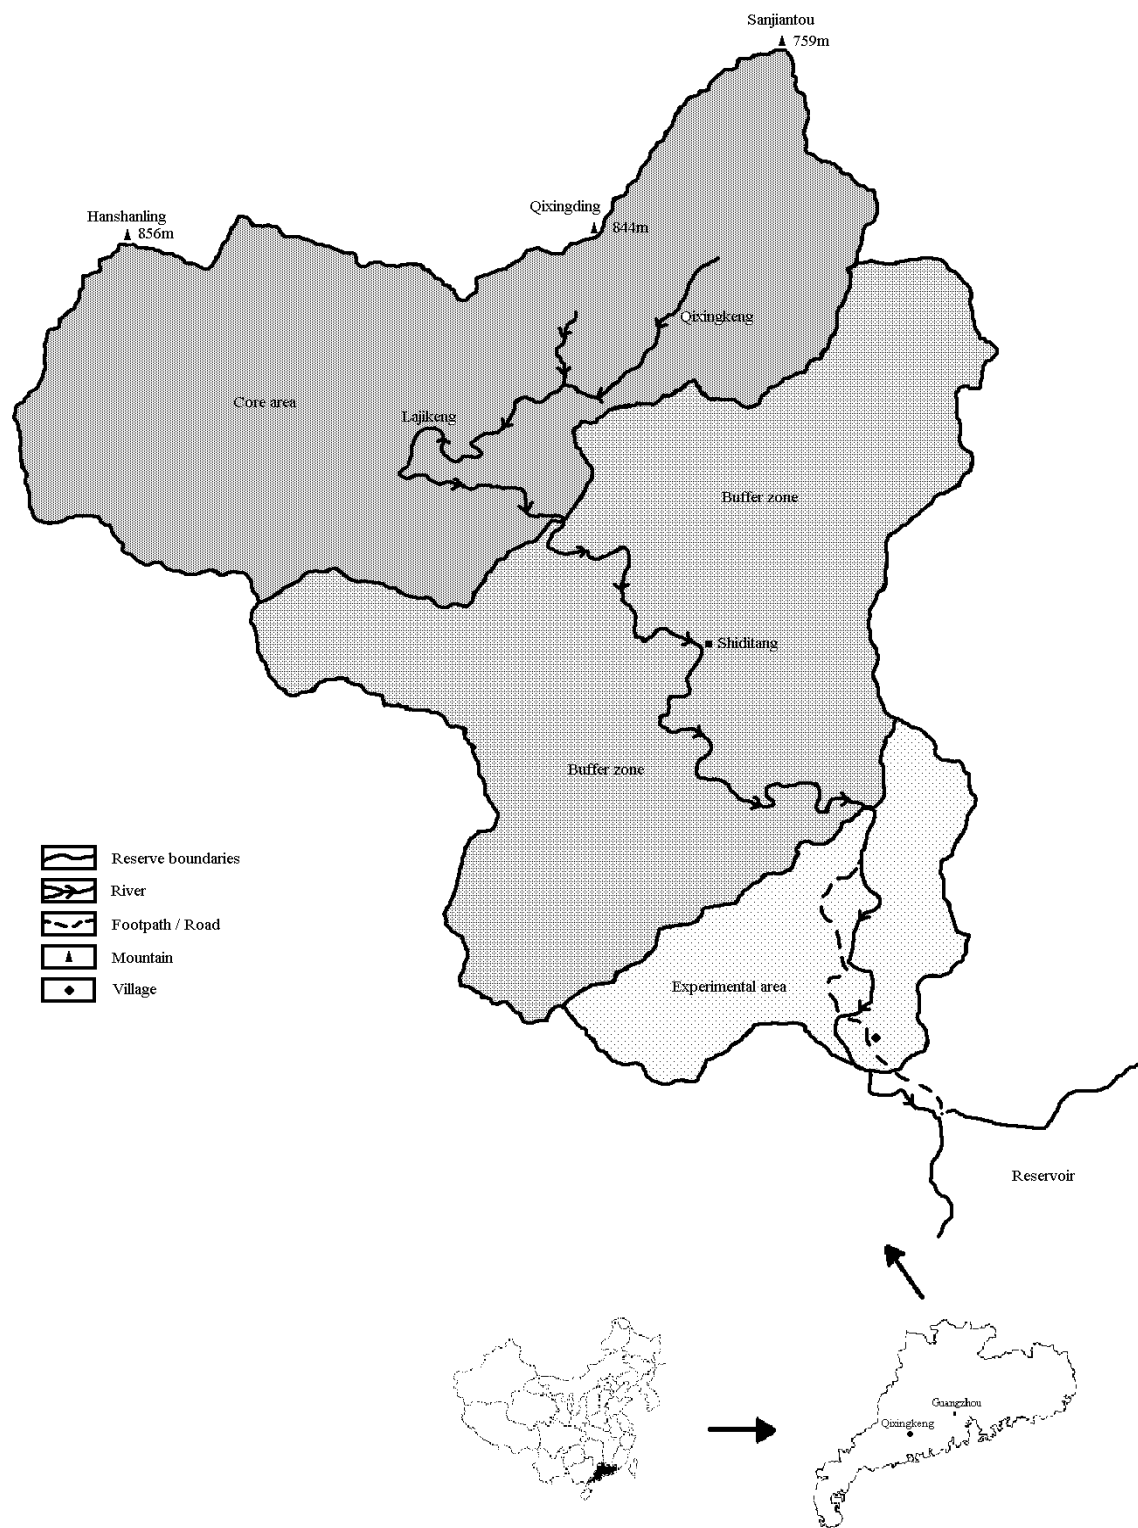 Sanjiantou
759m
Hanshanling
856m
Qixingding
844m
Qixingkeng
Core area
Lajikeng
Buffer zone
Shiditang
Buffer zone
Reserve boundaries
River
Footpath / Road
Mountain
Village
Experimental area
Reservoir
Guangzhou
Qixingkeng